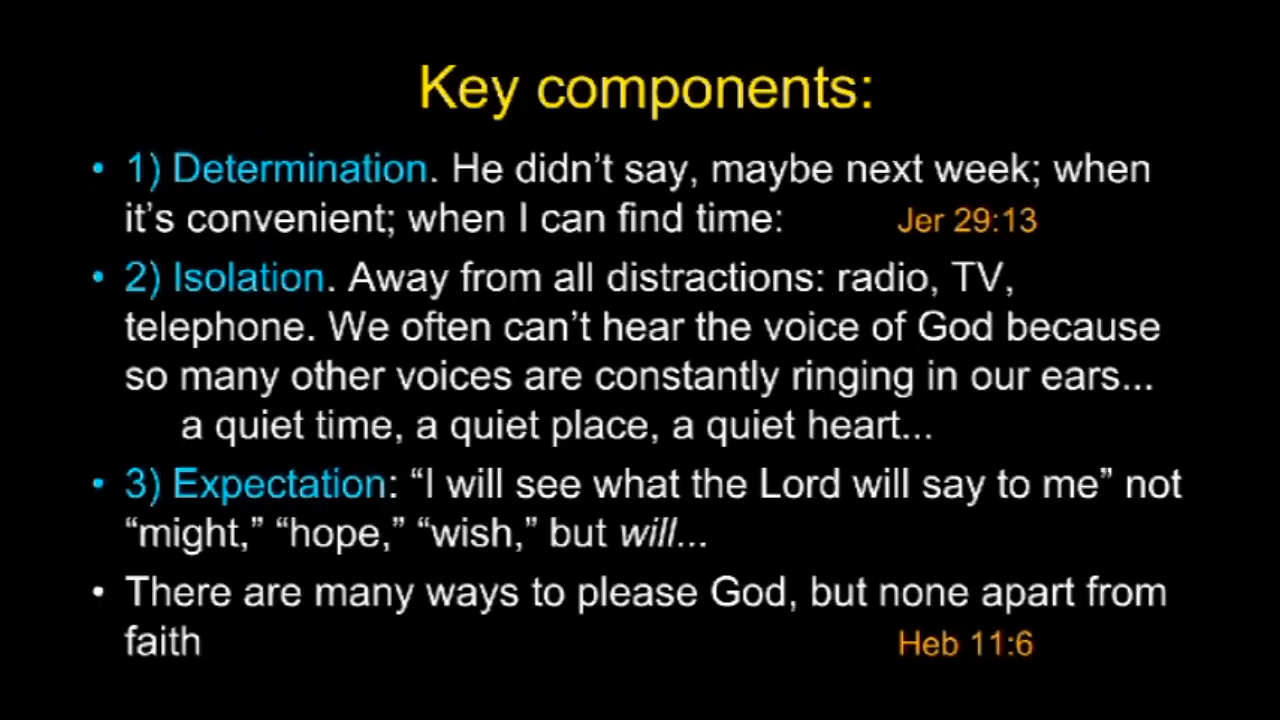 Key components:
• 1) Determination. He didn’t say, maybe next week; when
it’s convenient; when I can find time: Jer 29:13
• 2) Isolation. Away from all distractions: radio, TV,
telephone. We often can’t hear the voice of God because
so many other voices are constantly ringing in our ears...
a quiet time, a quiet place, a quiet heart...
• 3) Expectation: “I will see what the Lord will say to me” not
“might,” “hope,” “wish,” but will...
• There are many ways to please God, but none apart from
faith Heb 11:6